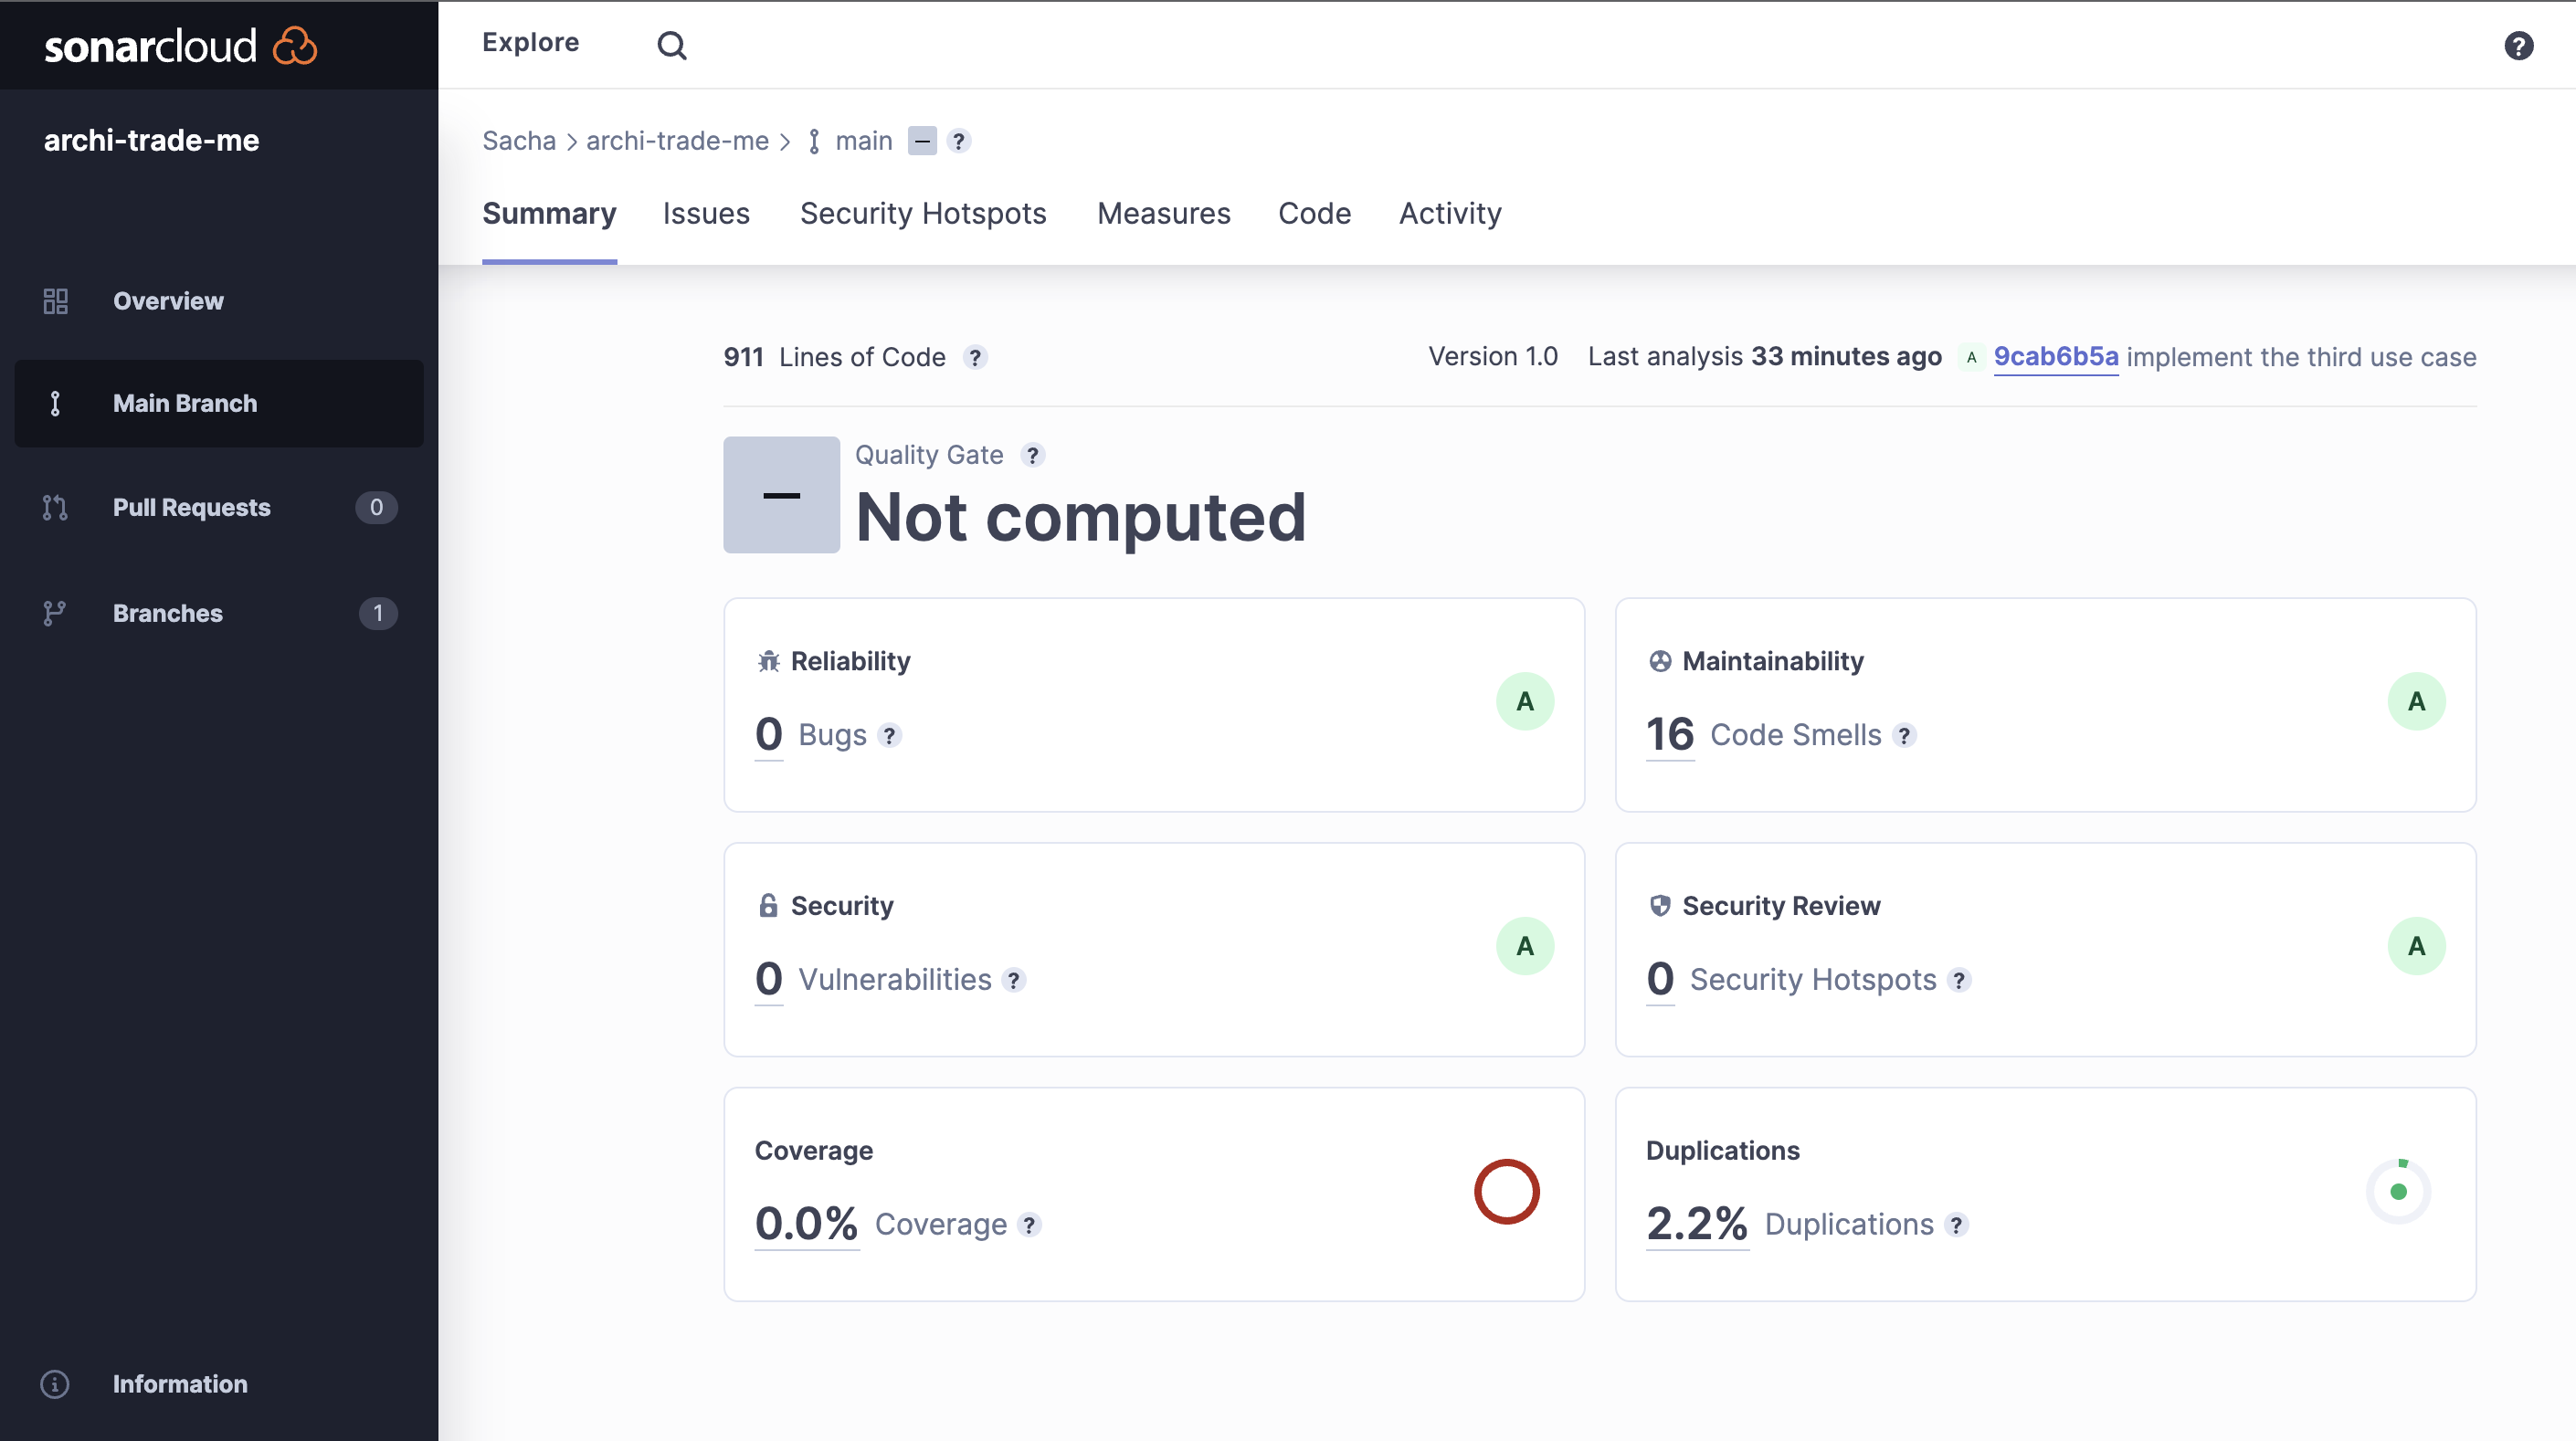 sonarcloud
Explore
?
archi-trade-me
Sacha > archi-trade-me > main — ?
Summary Issues Security Hotspots Measures Code Activity
Overview
Main Branch
Pull Requests 0
Branches 1
Information
911 Lines of Code ?
Version 1.0 Last analysis 33 minutes ago A 9cab6b5a implement the third use case
Quality Gate ?
Not computed
Reliability
0 Bugs ?
A
Maintainability
16 Code Smells ?
A
Security
0 Vulnerabilities ?
A
Security Review
0 Security Hotspots ?
A
Coverage
0.0% Coverage ?
Duplications
2.2% Duplications ?